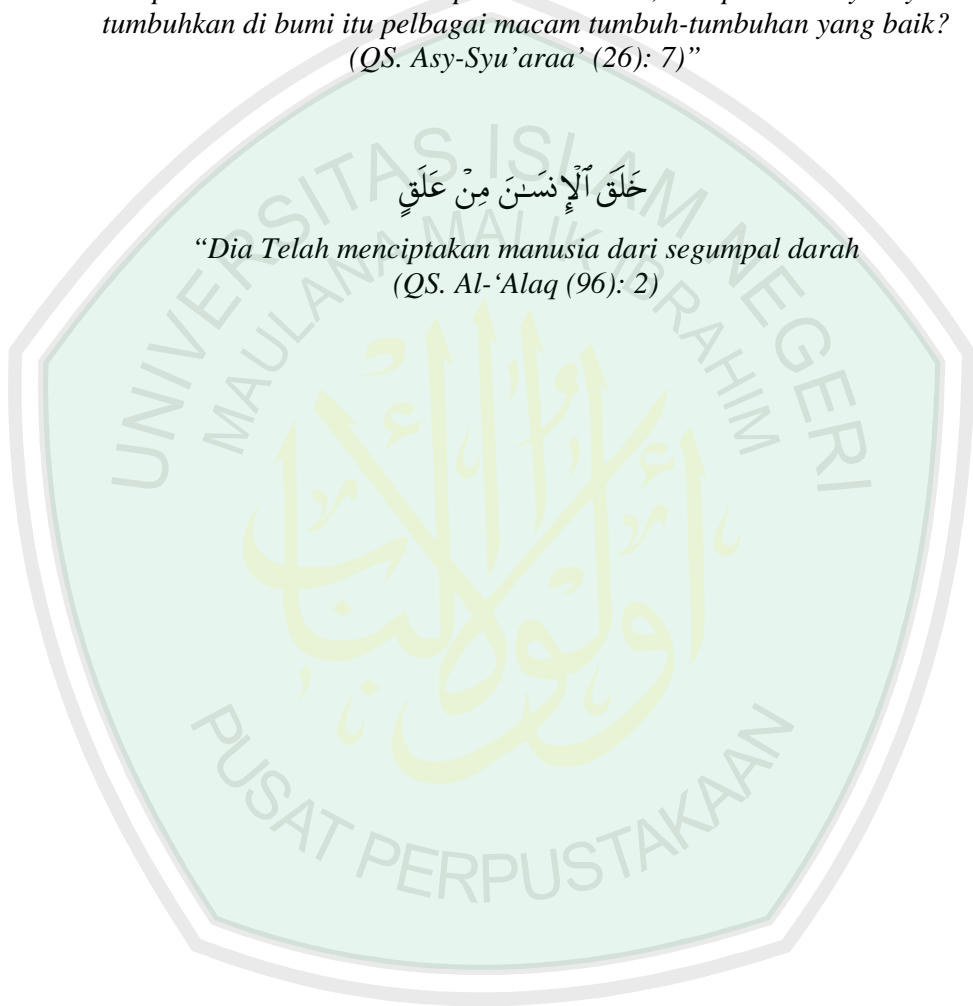 tumbuhkan di bumi itu pelbagai macam tumbuh-tumbuhan yang baik?
(QS. Asy-Syu’araa’ (26): 7)”
خَلَقَ ٱلْإِنسَـٰنَ مِنْ عَلَقٍ
“Dia Telah menciptakan manusia dari segumpal darah
(QS. Al-‘Alaq (96): 2)
UNIVERSITAS ISLAM NEGERI
MAULANA MALIK IBRAHIM
PUSAT PERPUSTAKAAN